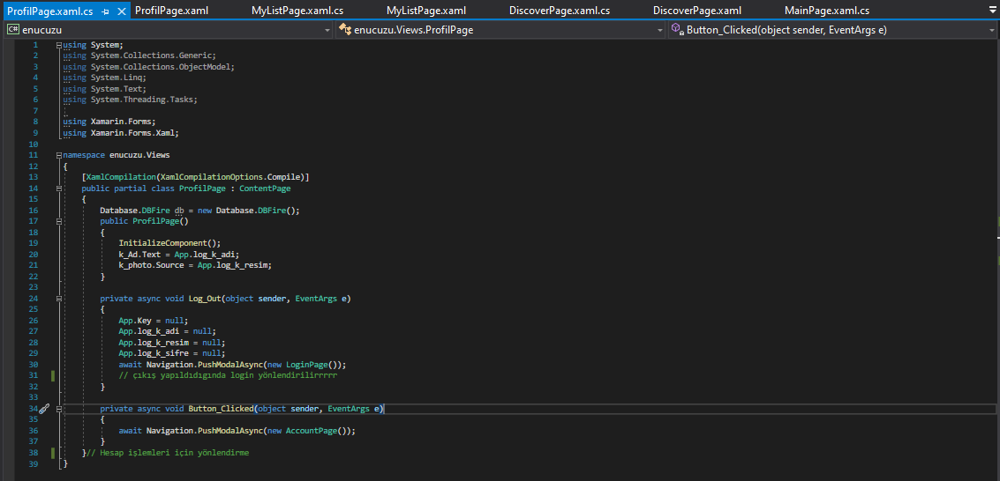 ProfilPage.xaml.cs
ProfilPage.xaml
MyListPage.xaml.cs
MyListPage.xaml
DiscoverPage.xaml.cs
DiscoverPage.xaml
MainPage.xaml.cs
C# enucuzu
enucuzu.Views.ProfilPage
Button_Clicked(object sender, EventArgs e)
1 using System;
2 using System.Collections.Generic;
3 using System.Collections.ObjectModel;
4 using System.Linq;
5 using System.Text;
6 using System.Threading.Tasks;
7
8 using Xamarin.Forms;
9 using Xamarin.Forms.Xaml;
10
11 namespace enucuzu.Views
12 {
13 [XamlCompilation(XamlCompilationOptions.Compile)]
14 public partial class ProfilPage : ContentPage
15 {
16 Database.DBFire db = new Database.DBFire();
17 public ProfilPage()
18 {
19 InitializeComponent();
20 k_Ad.Text = App.log_k_adi;
21 k_photo.Source = App.log_k_resim;
22 }
23
24 private async void Log_Out(object sender, EventArgs e)
25 {
26 App.Key = null;
27 App.log_k_adi = null;
28 App.log_k_resim = null;
29 App.log_k_sifre = null;
30 await Navigation.PushModalAsync(new LoginPage());
31 // çıkış yapıldıdıgında login yönlendirilirrrrr
32 }
33
34 private async void Button_Clicked(object sender, EventArgs e)
35 {
36 await Navigation.PushModalAsync(new AccountPage());
37 }
38 }// Hesap işlemleri için yönlendirme
39 }